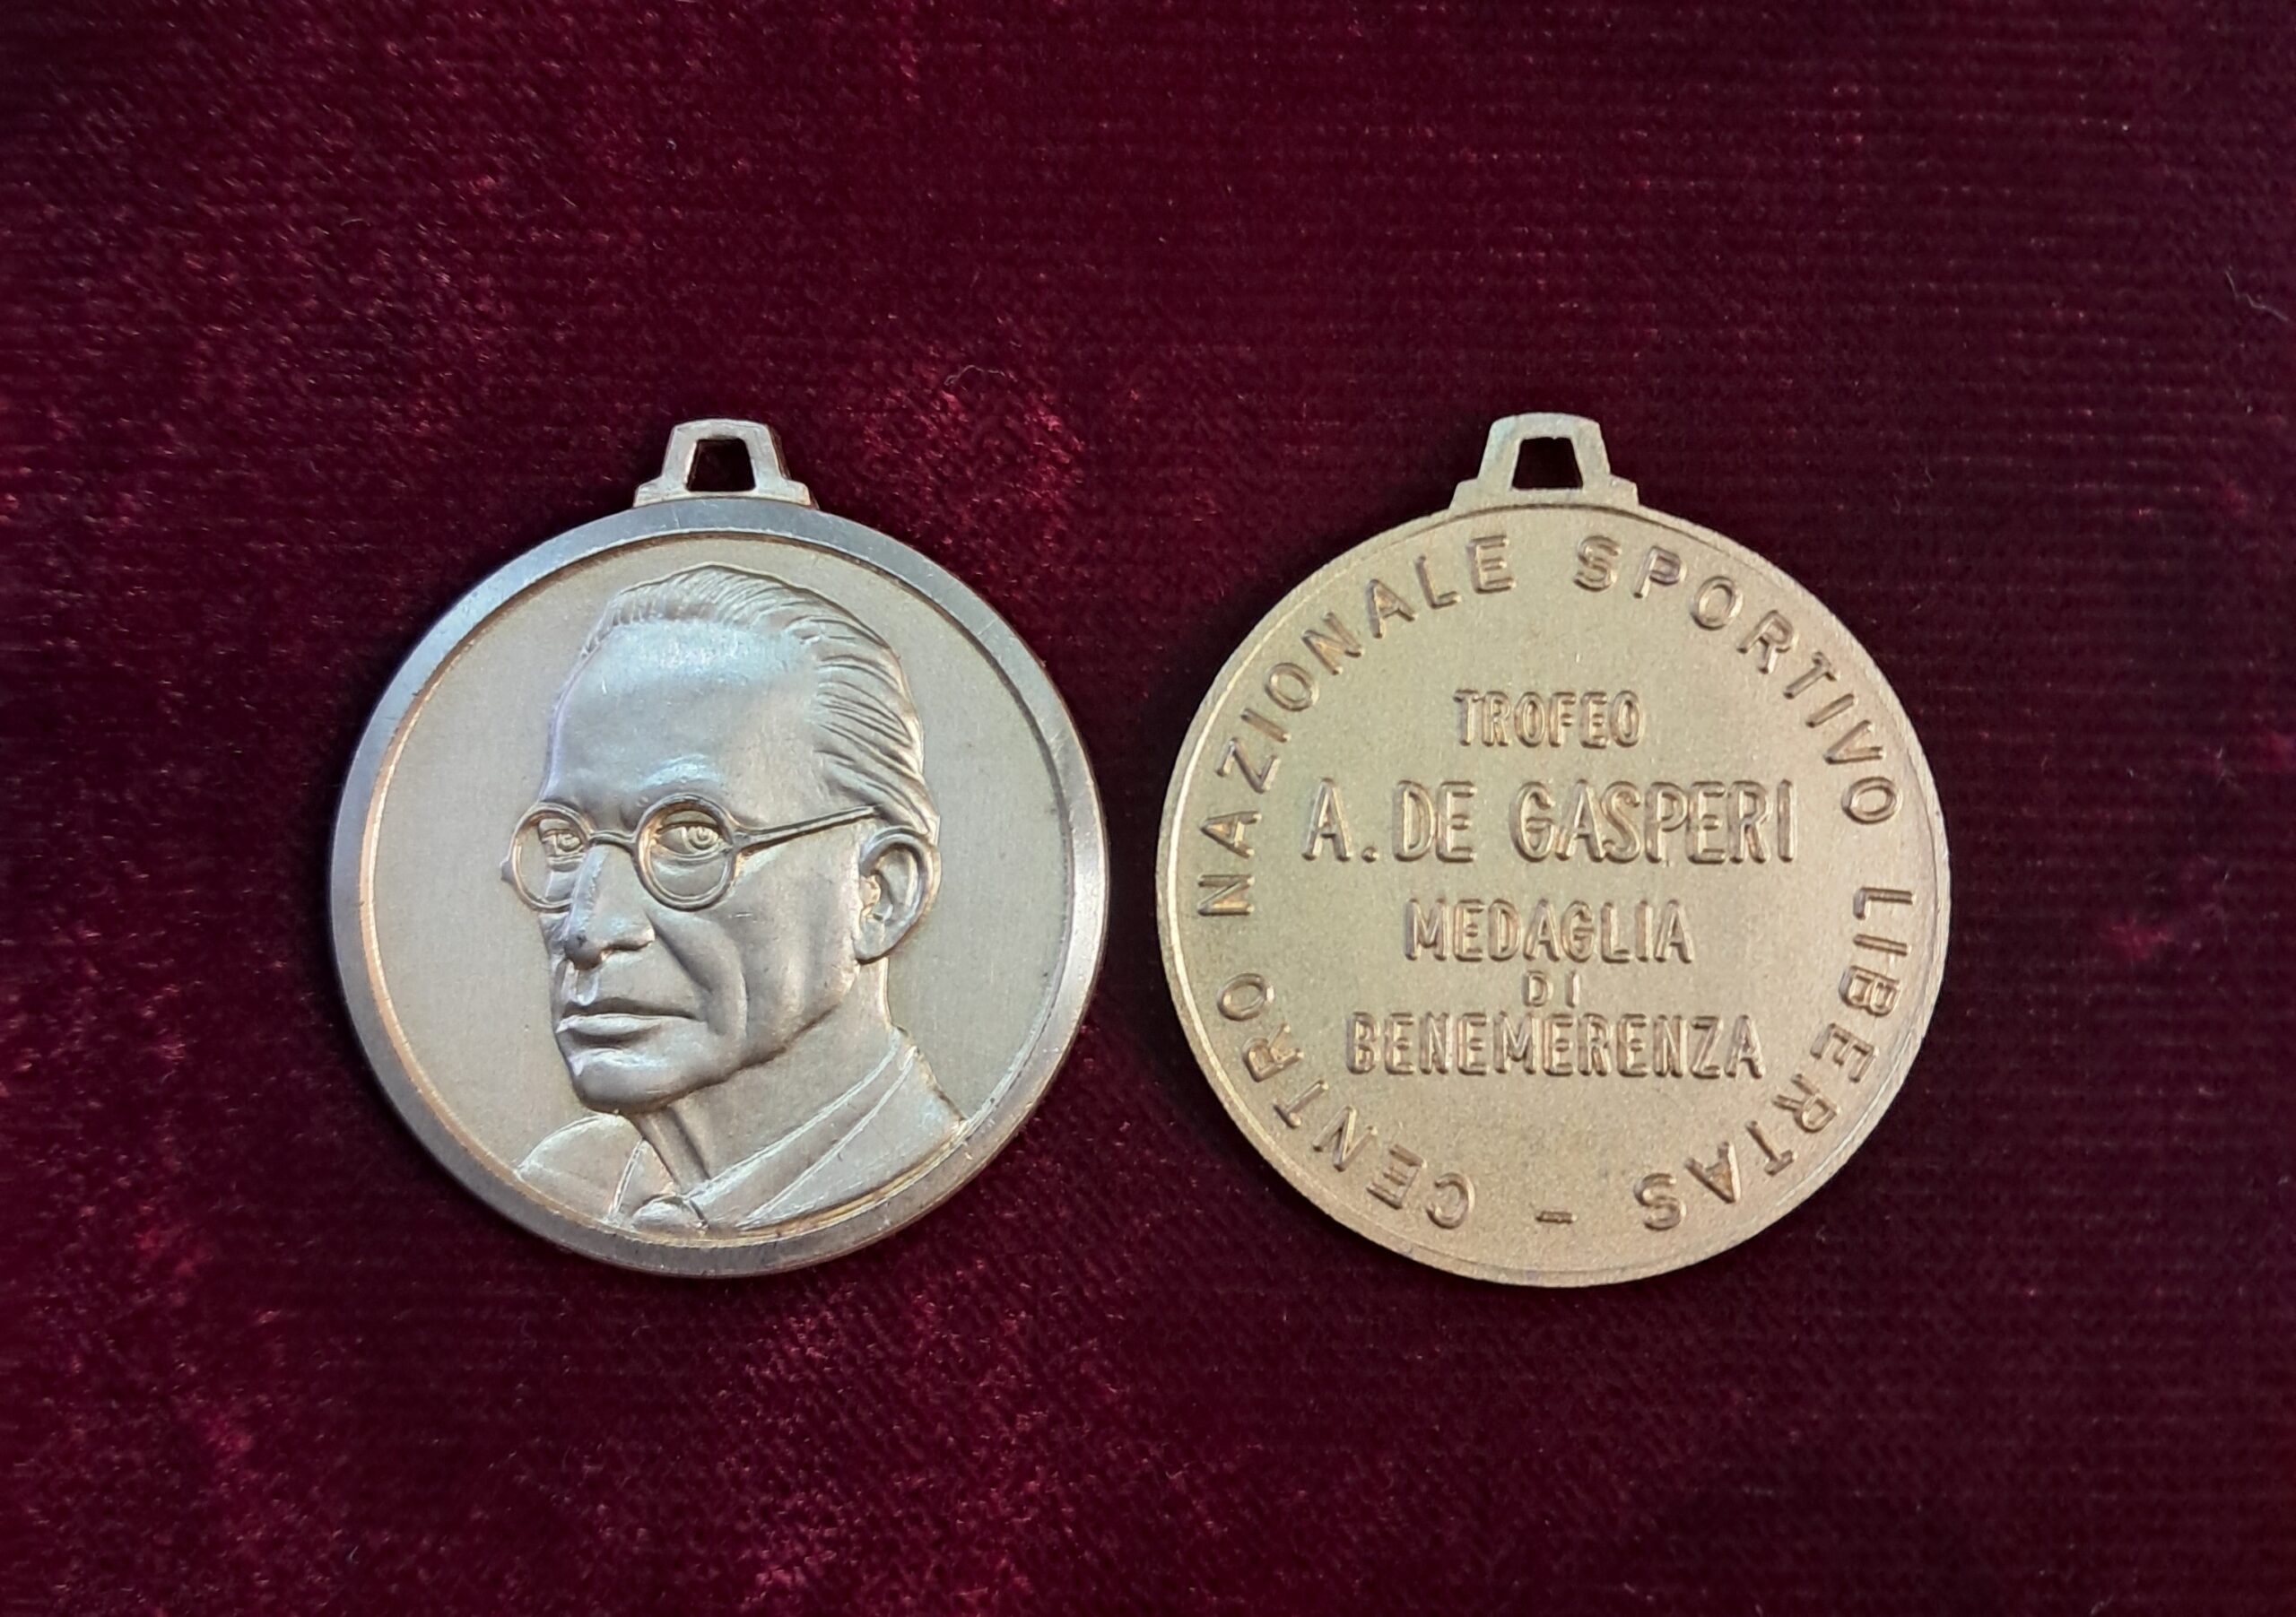 CENTRO NAZIONALE SPORTIVO LIBERTAS -
TROFEO
A. DE GASPERI
MEDAGLIA
DI
BENEMERENZA